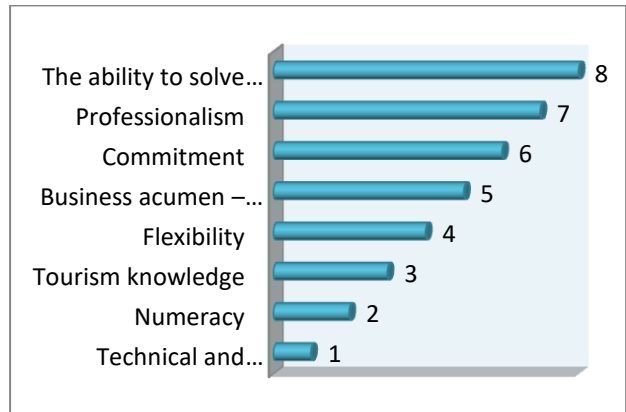 The ability to solve… 8
Professionalism 7
Commitment 6
Business acumen –… 5
Flexibility 4
Tourism knowledge 3
Numeracy 2
Technical and… 1